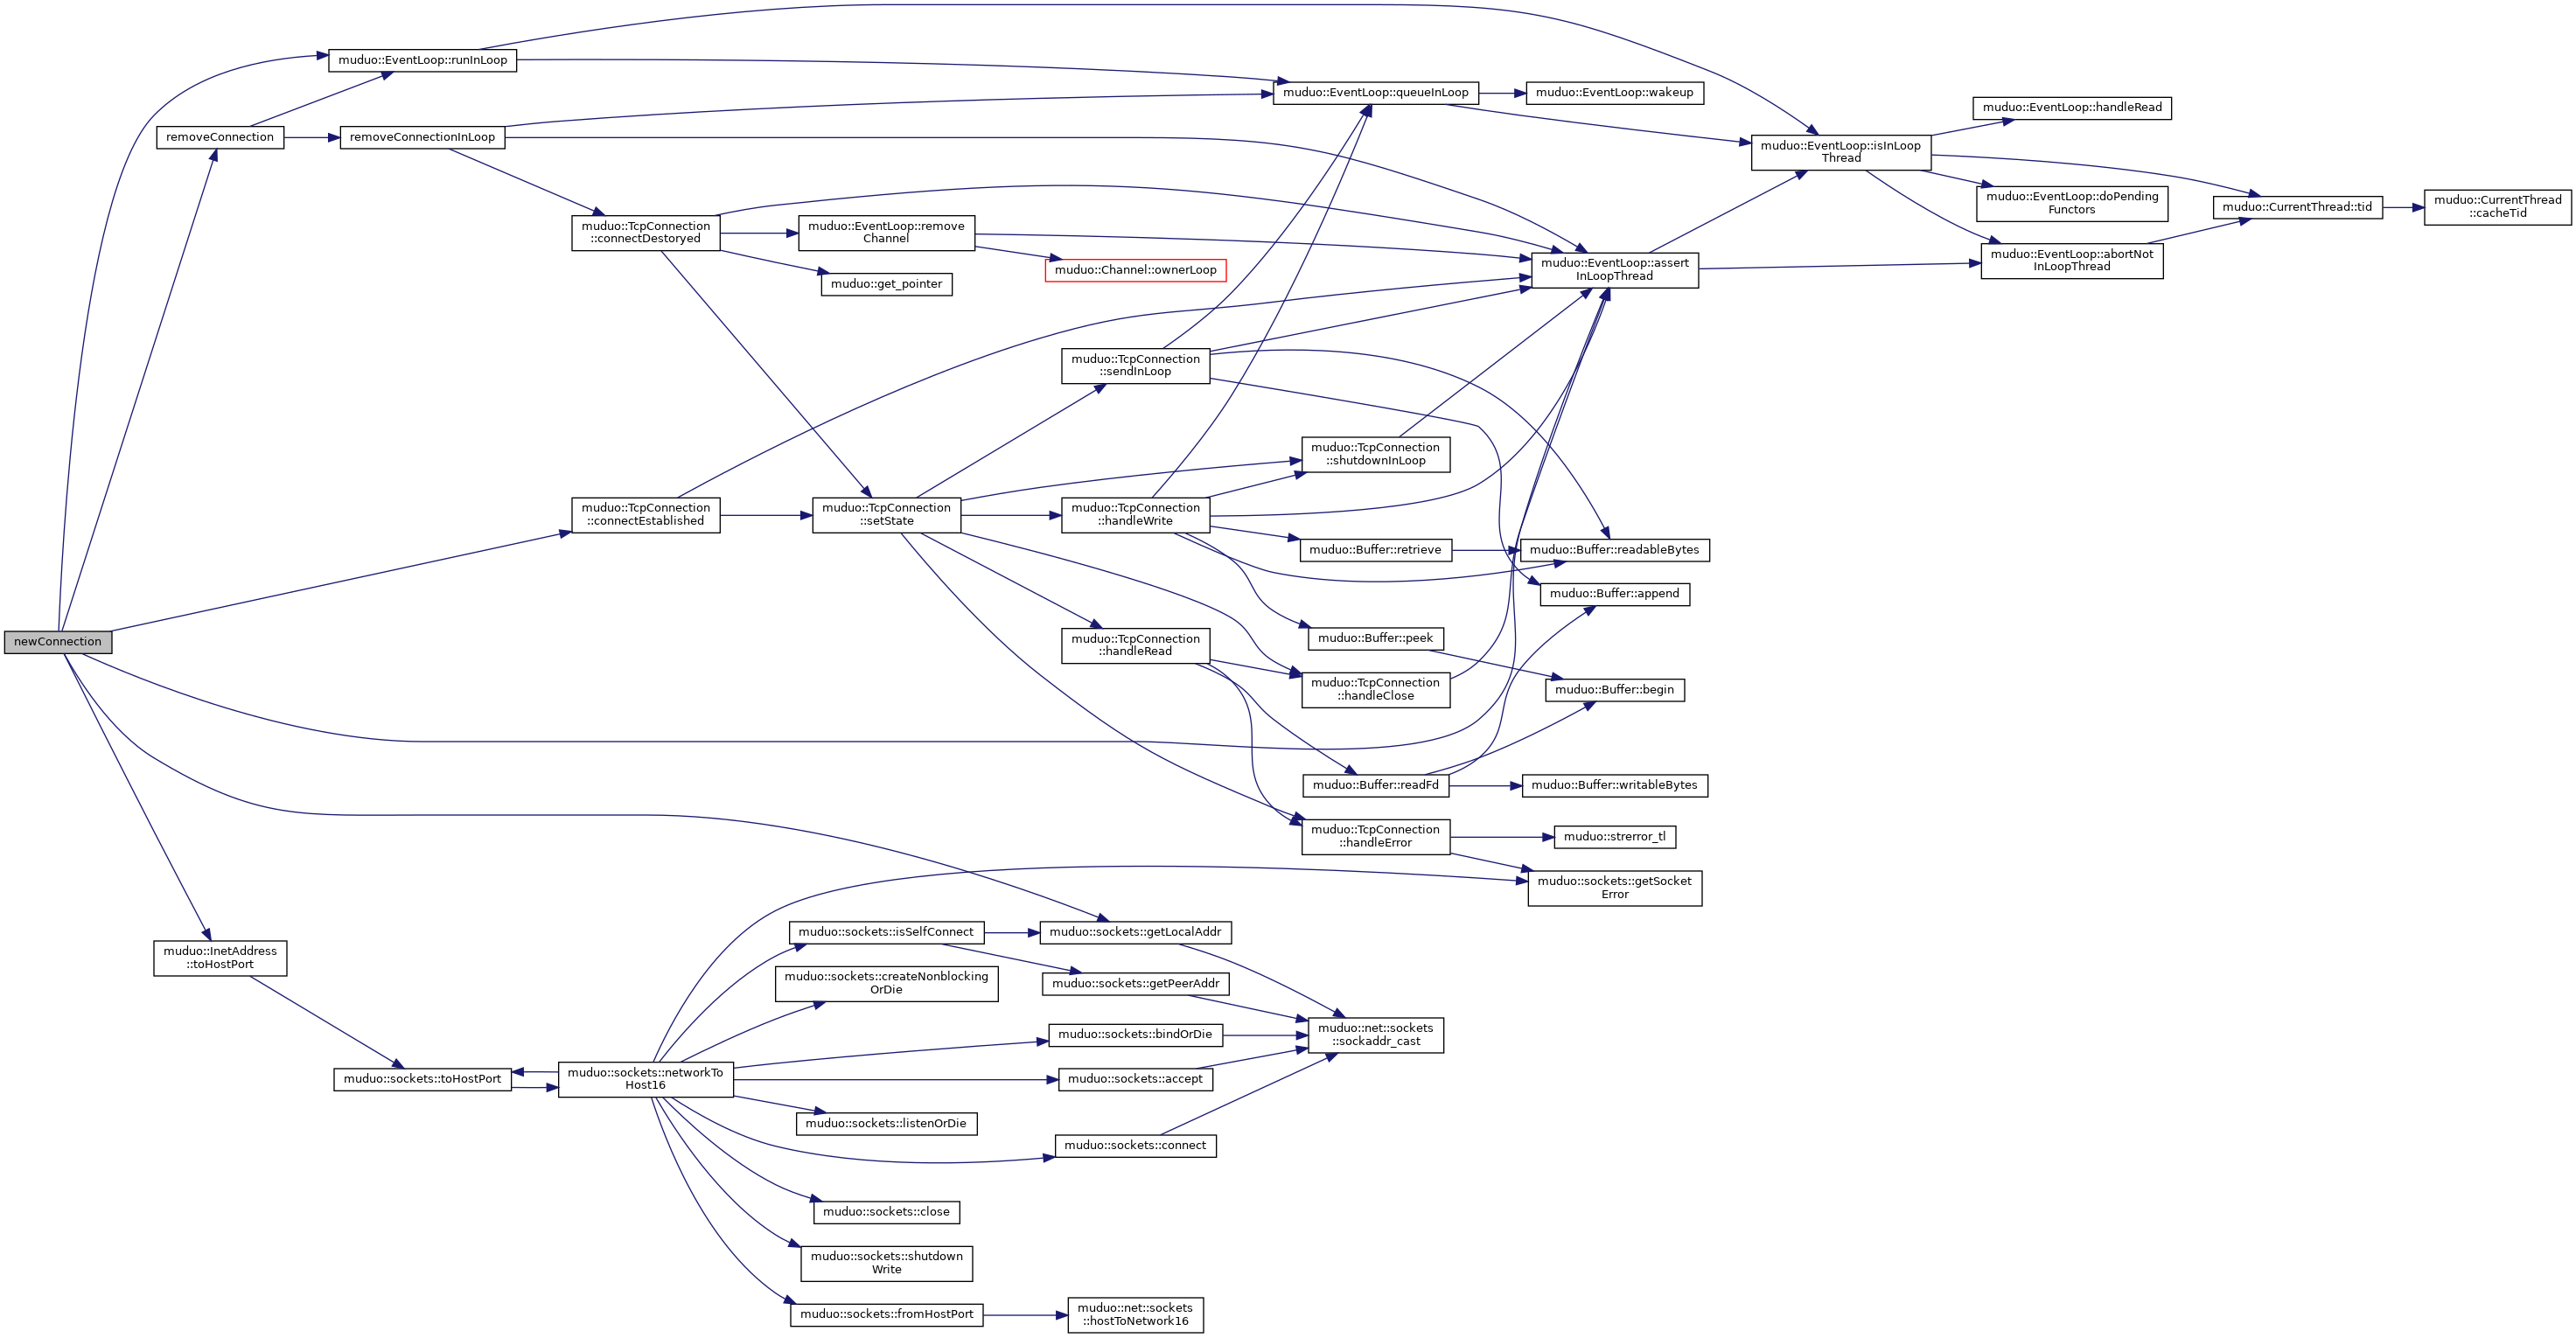 muduo::EventLoop::runInLoop
muduo::EventLoop::queueInLoop
muduo::EventLoop::wakeup
muduo::EventLoop::handleRead
removeConnection
removeConnectionInLoop
muduo::EventLoop::isInLoop
Thread
muduo::EventLoop::doPending
Functors
muduo::CurrentThread::tid
muduo::CurrentThread
::cacheTid
muduo::TcpConnection
::connectDestoryed
muduo::EventLoop::remove
Channel
muduo::Channel::ownerLoop
muduo::get_pointer
muduo::EventLoop::assert
InLoopThread
muduo::EventLoop::abortNot
InLoopThread
muduo::TcpConnection
::sendInLoop
muduo::TcpConnection
::shutdownInLoop
muduo::TcpConnection
::connectEstablished
muduo::TcpConnection
::setState
muduo::TcpConnection
::handleWrite
muduo::Buffer::retrieve
muduo::Buffer::readableBytes
muduo::Buffer::append
newConnection
muduo::TcpConnection
::handleRead
muduo::Buffer::peek
muduo::TcpConnection
::handleClose
muduo::Buffer::begin
muduo::Buffer::readFd
muduo::Buffer::writableBytes
muduo::TcpConnection
::handleError
muduo::strerror_tl
muduo::sockets::getSocket
Error
muduo::InetAddress
::toHostPort
muduo::sockets::isSelfConnect
muduo::sockets::getLocalAddr
muduo::sockets::createNonblocking
OrDie
muduo::sockets::getPeerAddr
muduo::sockets::bindOrDie
muduo::net::sockets
::sockaddr_cast
muduo::sockets::toHostPort
muduo::sockets::networkTo
Host16
muduo::sockets::accept
muduo::sockets::listenOrDie
muduo::sockets::connect
muduo::sockets::close
muduo::sockets::shutdown
Write
muduo::sockets::fromHostPort
muduo::net::sockets
::hostToNetwork16